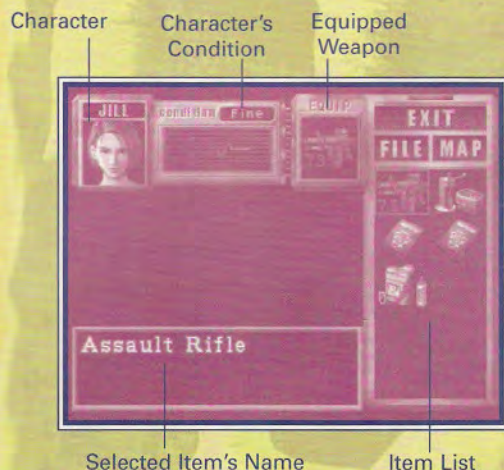 Character
Character's
Condition
Equipped
Weapon
JILL
condition Fine
EQUIP
EXIT
FILE MAP
Assault Rifle
Selected Item's Name
Item List